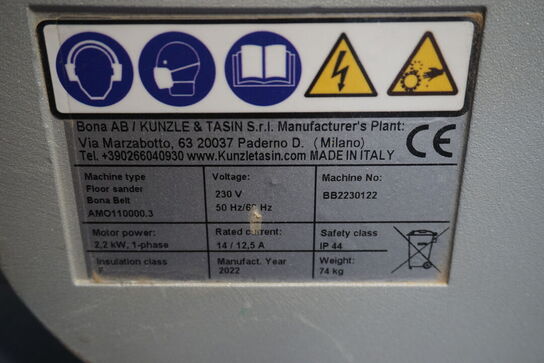 Bona AB / KUNZLE & TASIN S.r.l. Manufacturer's Plant:
Via Marzabotto, 63 20037 Paderno D. (Milano)
Tel. +390266040930 www.Kunzletasin.com MADE IN ITALY
CE
Machine type
Floor sander
Bona Belt
AMO110000.3
Voltage:
230 V
50 Hz/60 Hz
Machine No:
BB2230122
Motor power:
2,2 kW, 1-phase
Rated current:
14 / 12,5 A
Safety class
IP 44
Insulation class
F
Manufact. Year
2022
Weight:
74 kg